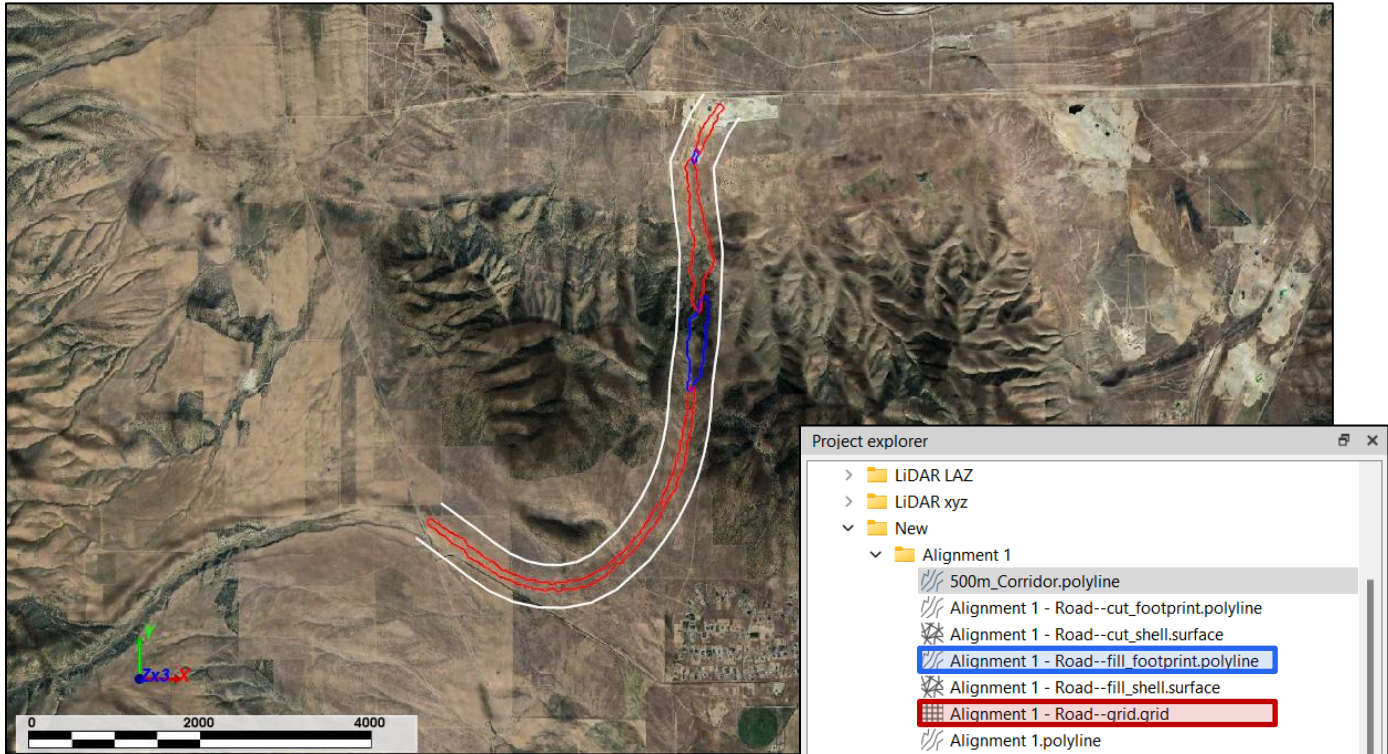 Project explorer
LiDAR LAZ
LiDAR xyz
New
Alignment 1
500m_Corridor.polyline
Alignment 1 - Road--cut_footprint.polyline
Alignment 1 - Road--cut_shell.surface
Alignment 1 - Road--fill_footprint.polyline
Alignment 1 - Road--fill_shell.surface
Alignment 1 - Road--grid.grid
Alignment 1.polyline
Y
Zx3 X
0 2000 4000